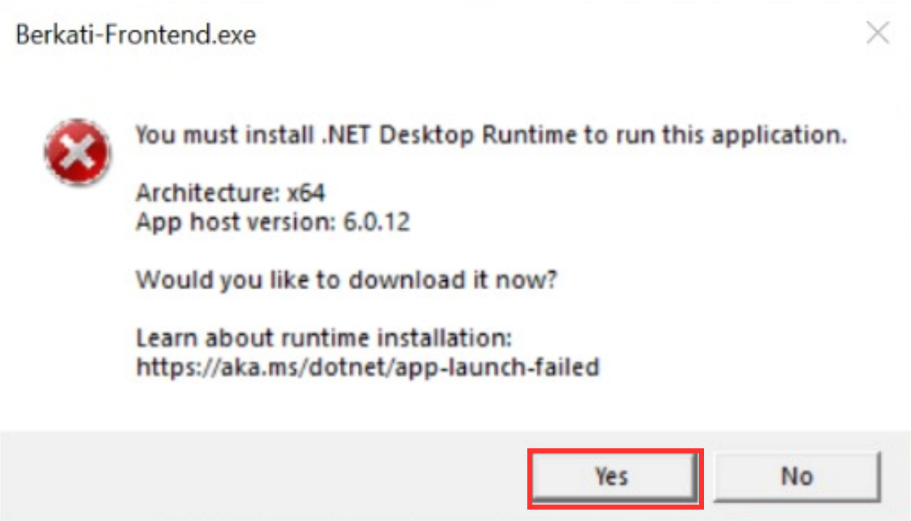 Berkati-Frontend.exe
You must install .NET Desktop Runtime to run this application.
Architecture: x64
App host version: 6.0.12
Would you like to download it now?
Learn about runtime installation:
https://aka.ms/dotnet/app-launch-failed
Yes No